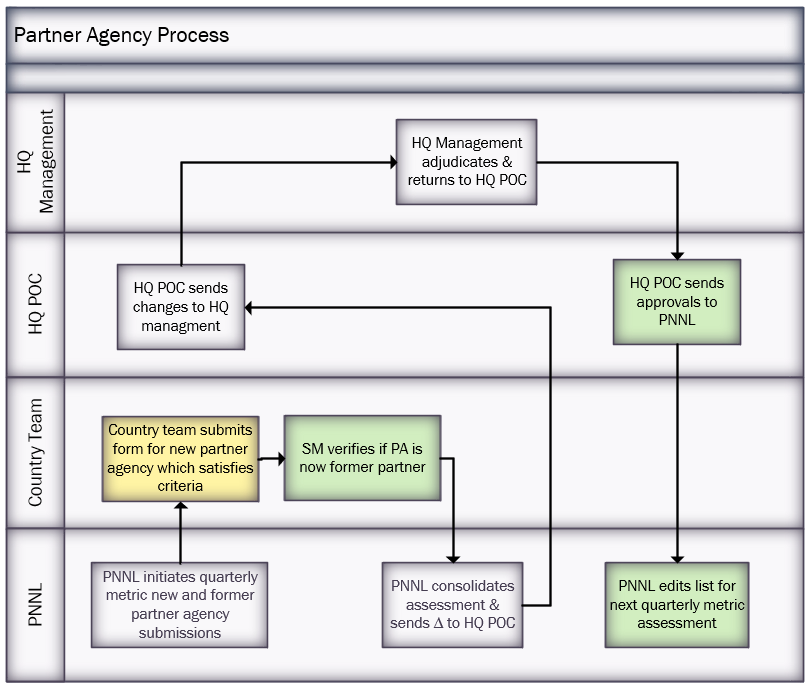 Partner Agency Process
HQ
Management
HQ Management
adjudicates &
returns to HQ POC
HQ POC
HQ POC sends
changes to HQ
managment
HQ POC sends
approvals to
PNNL
Country Team
Country team submits
form for new partner
agency which satisfies
criteria
SM verifies if PA is
now former partner
PNNL
PNNL initiates quarterly
metric new and former
partner agency
submissions
PNNL consolidates
assessment &
sends Δ to HQ POC
PNNL edits list for
next quarterly metric
assessment